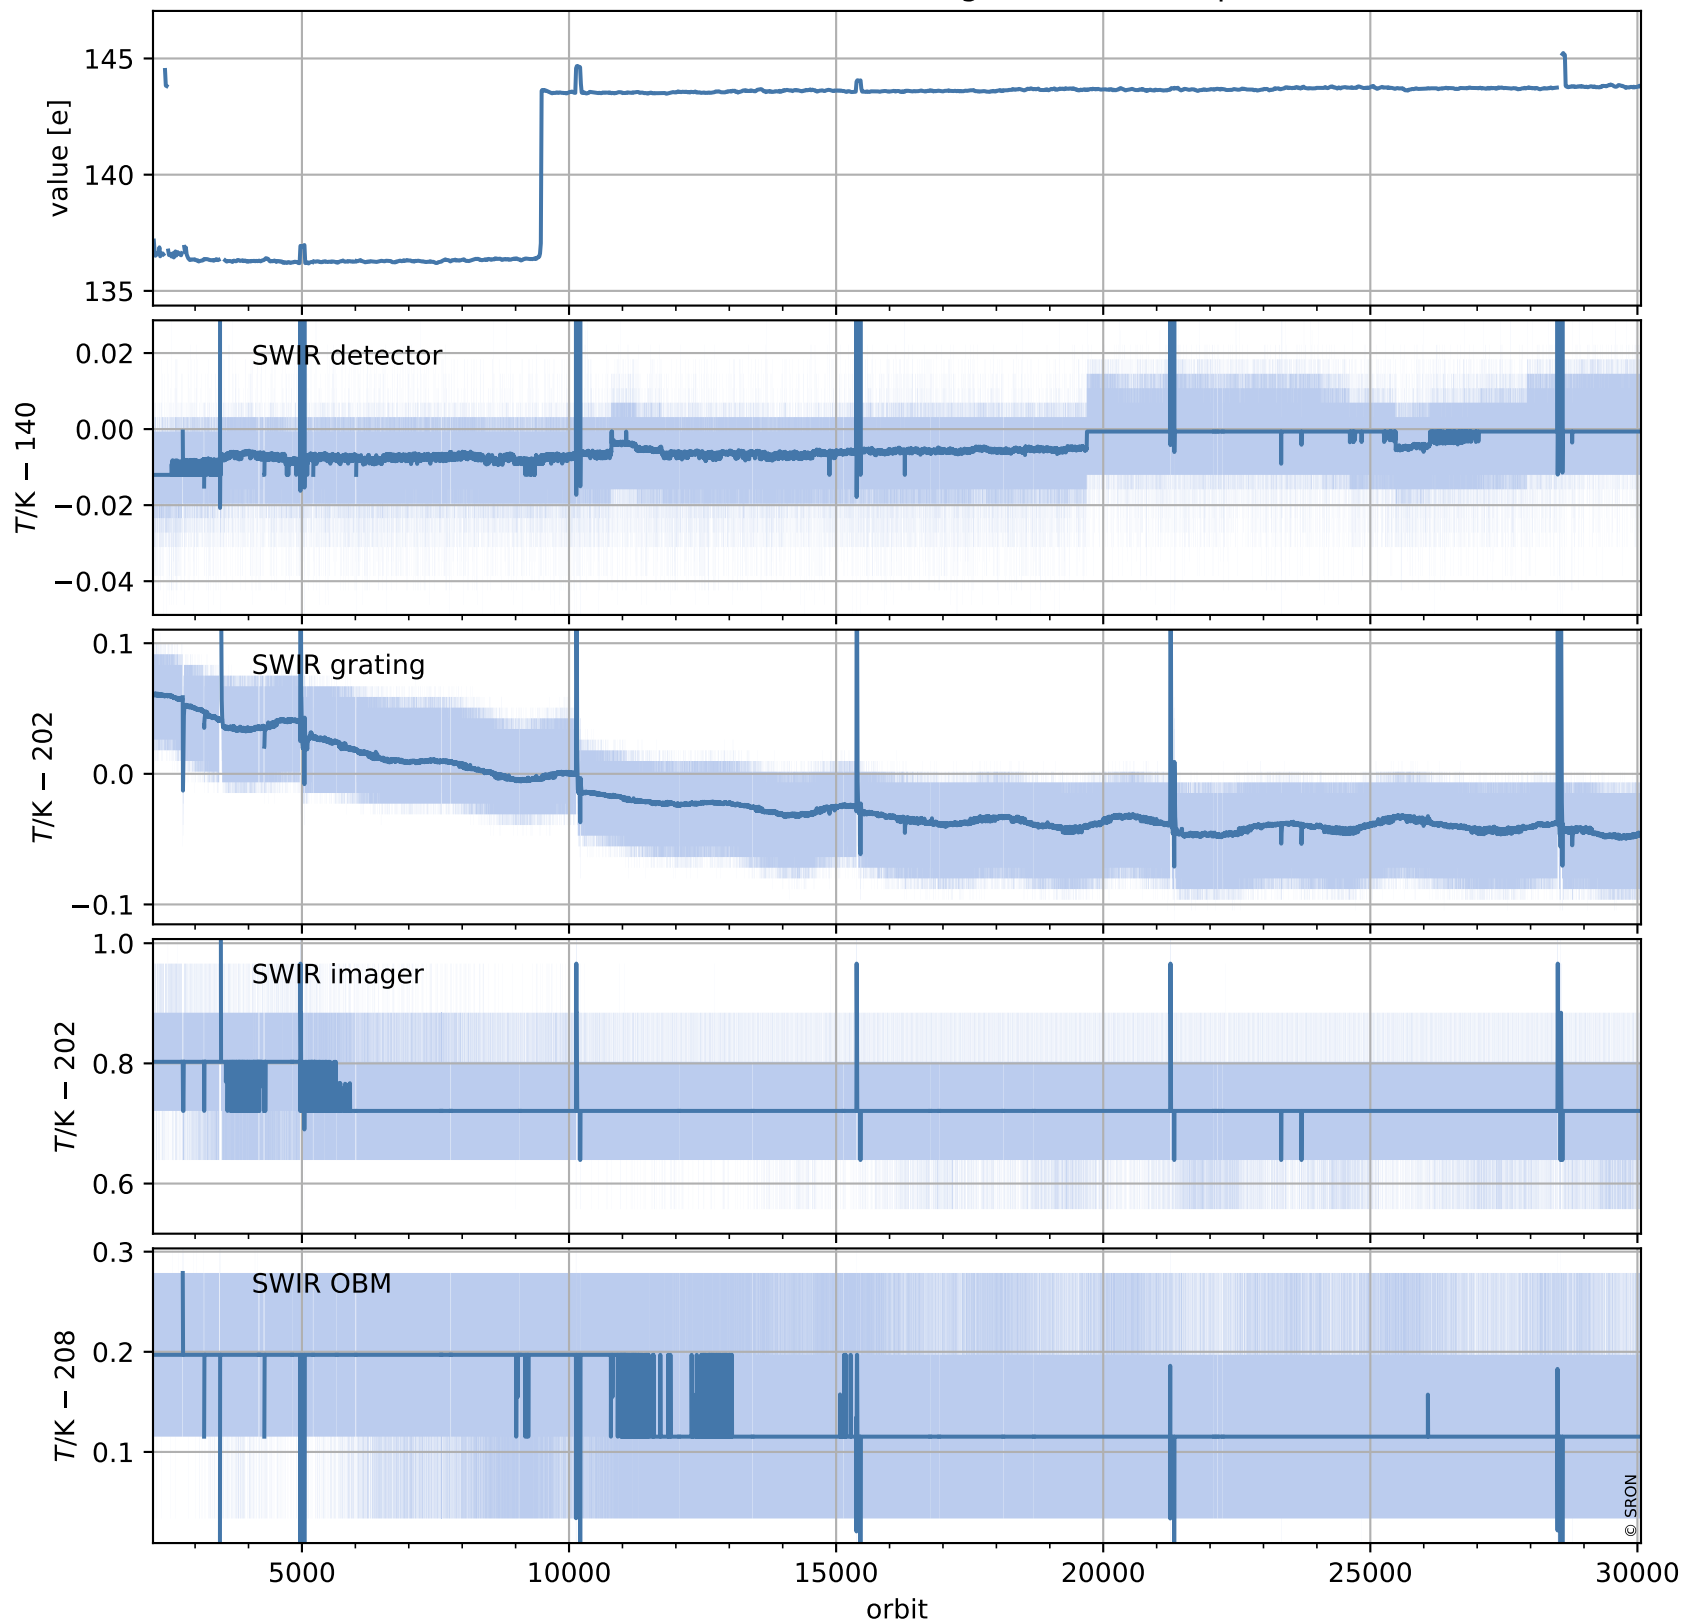 145
140
135
value [e]
0.02
0.00
−0.02
−0.04
T/K − 140
SWIR detector
0.1
0.0
−0.1
T/K − 202
SWIR grating
1.0
0.8
0.6
T/K − 202
SWIR imager
0.3
0.2
0.1
T/K − 208
SWIR OBM
© SRON
5000 10000 15000 20000 25000 30000
orbit